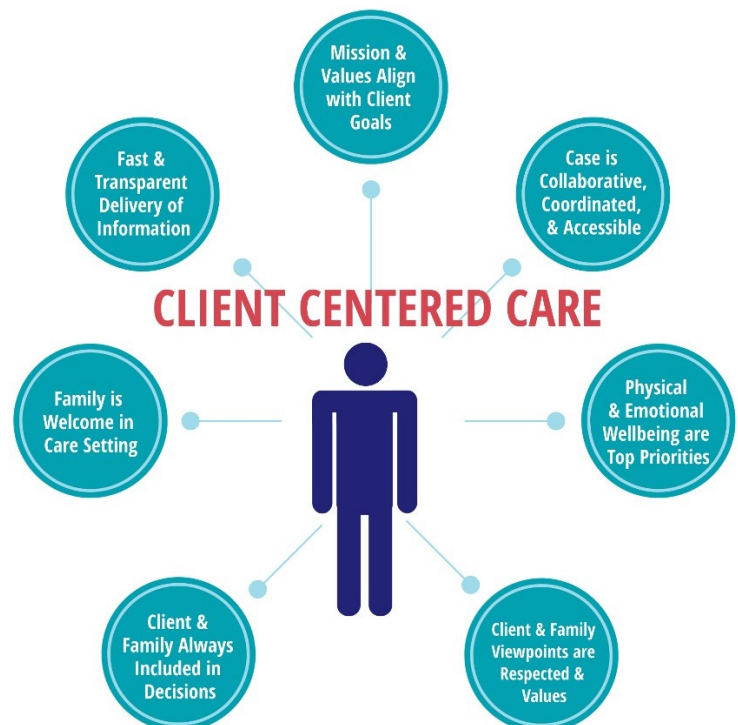 Mission &
Values Align
with Client
Goals
Fast &
Transparent
Delivery of
Information
Case is
Collaborative,
Coordinated,
& Accessible
CLIENT CENTERED CARE
Family is
Welcome in
Care Setting
Physical
& Emotional
Wellbeing are
Top Priorities
Client &
Family Always
Included in
Decisions
Client & Family
Viewpoints are
Respected &
Values